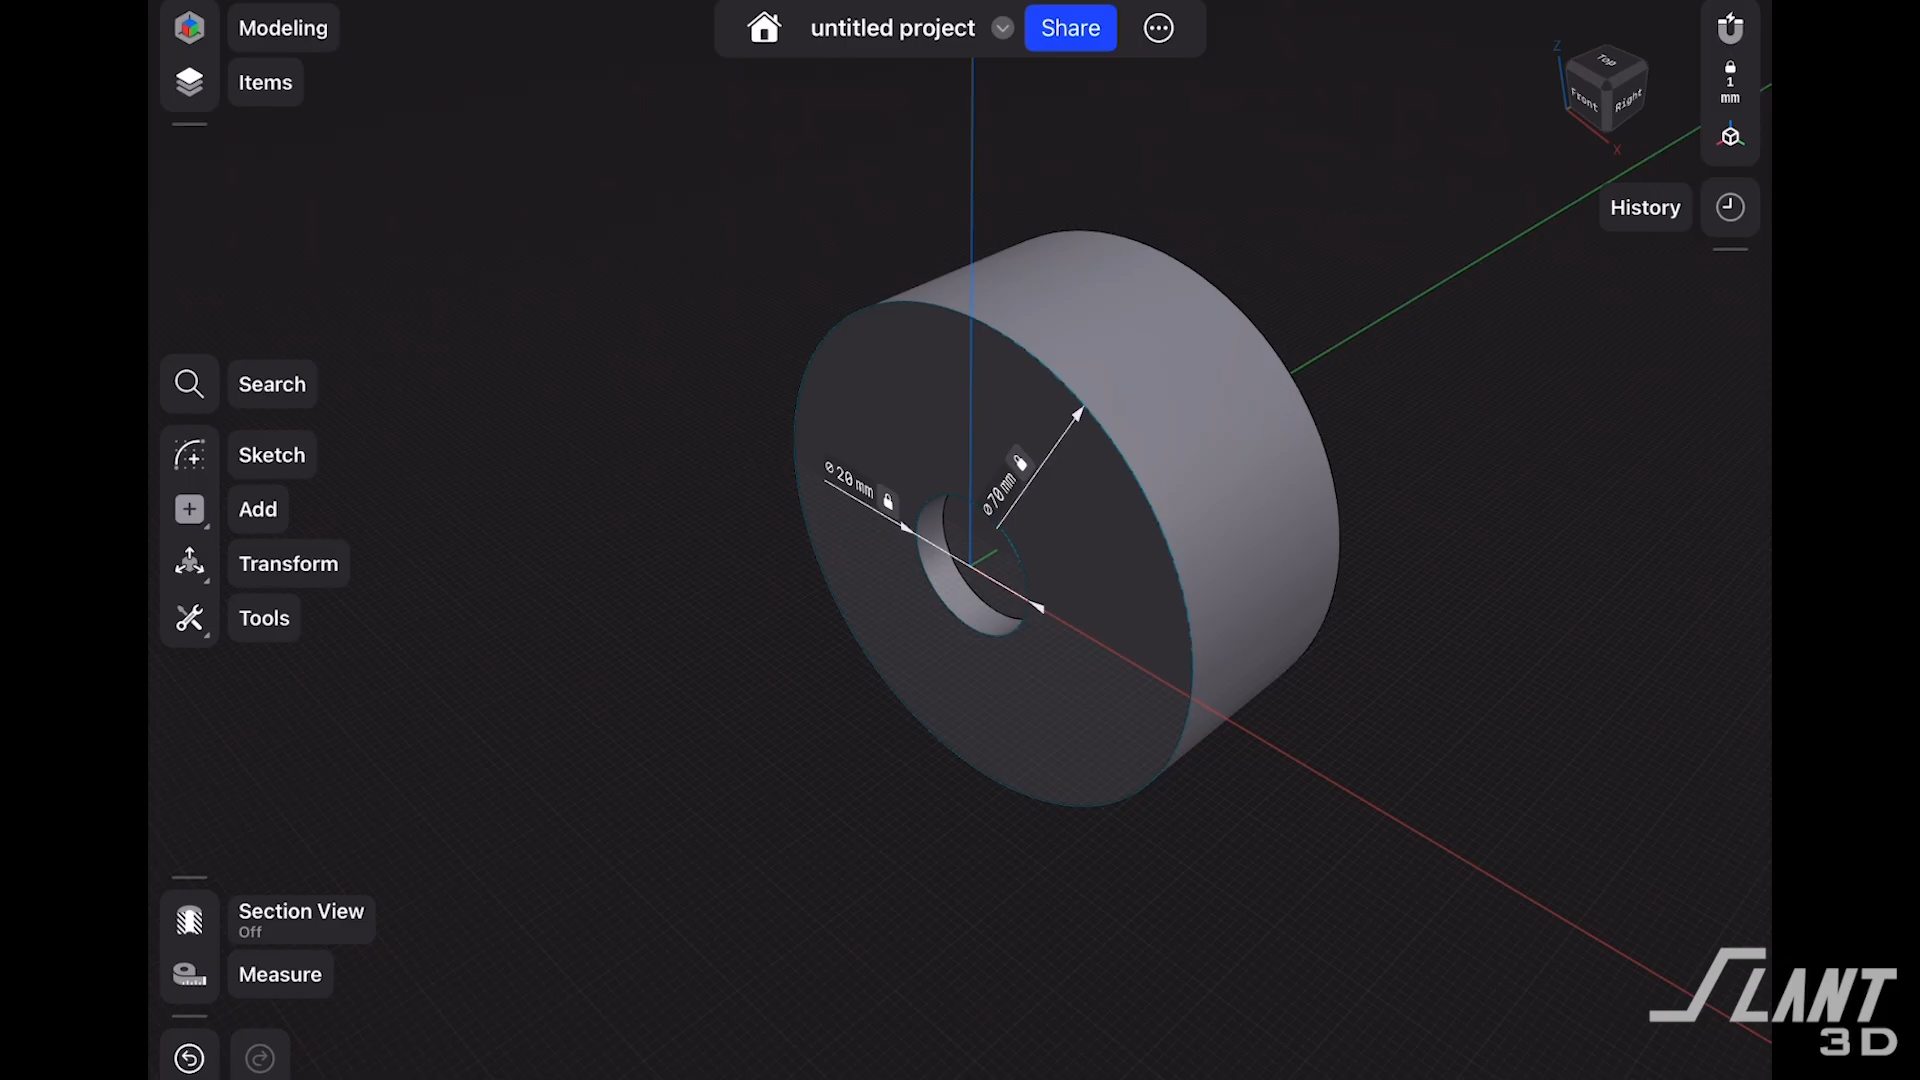 Modeling
Items
untitled project
Share
Z
Top
Front
Right
X
1
mm
History
Search
Sketch
Add
Transform
Tools
⌀20 mm
⌀70 mm
Section View
Off
Measure
SLANT
3D